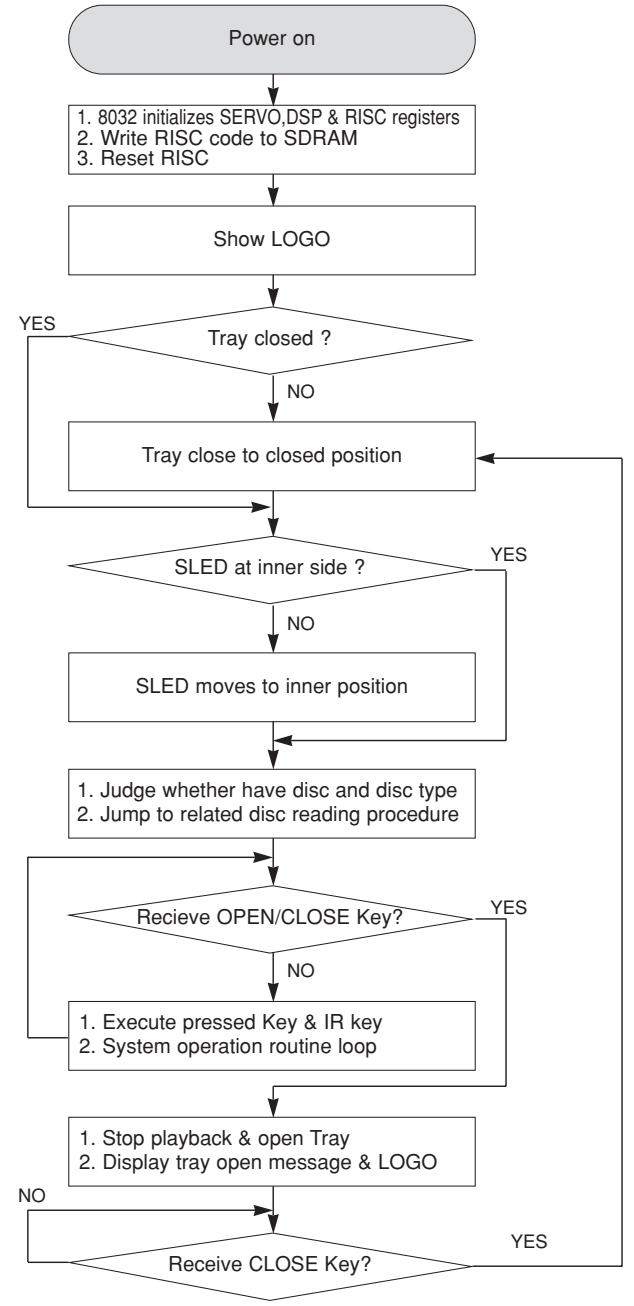 Power on
1. 8032 initializes SERVO,DSP & RISC registers
2. Write RISC code to SDRAM
3. Reset RISC
Show LOGO
YES
Tray closed ?
NO
Tray close to closed position
SLED at inner side ?
YES
NO
SLED moves to inner position
1. Judge whether have disc and disc type
2. Jump to related disc reading procedure
Recieve OPEN/CLOSE Key?
YES
NO
1. Execute pressed Key & IR key
2. System operation routine loop
1. Stop playback & open Tray
2. Display tray open message & LOGO
NO
Receive CLOSE Key?
YES